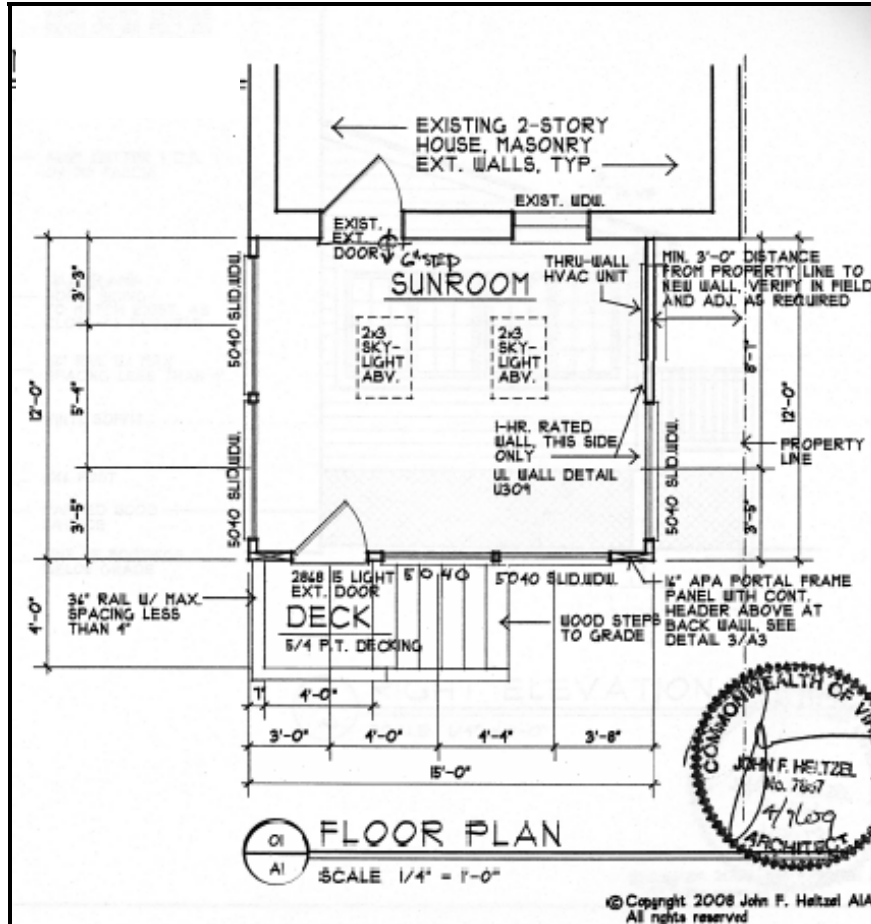 EXISTING 2-STORY
HOUSE, MASONRY
EXT. WALLS, TYP.
EXIST. WDW.
EXIST.
EXT.
DOOR
6" STEP
SUNROOM
THRU-WALL
HVAC UNIT
MIN. 3'-0" DISTANCE
FROM PROPERTY LINE TO
NEW WALL, VERIFY IN FIELD
AND ADJ. AS REQUIRED
2x3
SKY-
LIGHT
ABV.
2x3
SKY-
LIGHT
ABV.
5040 SLID.WDW.
5040 SLID.WDW.
3'-3"
5'-4"
3'-5"
12'-0"
4'-0"
1-HR. RATED
WALL, THIS SIDE
ONLY
UL WALL DETAIL
U309
5040 SLID.WDW.
8'-7"
3'-5"
12'-0"
PROPERTY
LINE
36" RAIL W/ MAX.
SPACING LESS
THAN 4"
2868 15 LIGHT
EXT. DOOR
5040
5040 SLID.WDW.
DECK
5/4 P.T. DECKING
WOOD STEPS
TO GRADE
16" APA PORTAL FRAME
PANEL WITH CONT.
HEADER ABOVE AT
BACK WALL, SEE
DETAIL 3/A3
1'
4'-0"
3'-0"
4'-0"
4'-4"
3'-8"
15'-0"
COMMONWEALTH OF
JOHN F. HELTZEL
No. 7867
ARCHITECT
01
A1
FLOOR PLAN
SCALE 1/4" = 1'-0"
© Copyright 2008 John F. Heltzel AIA
All rights reserved